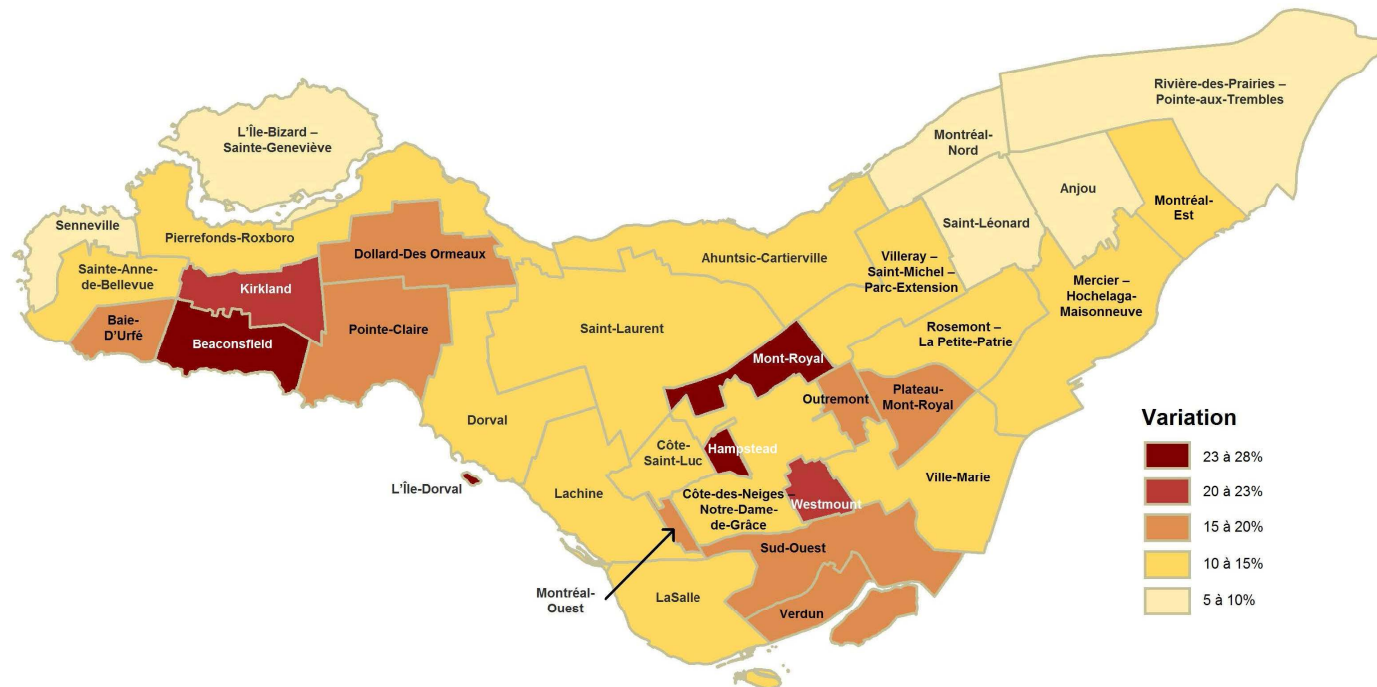 L'Île-Bizard –
Sainte-Geneviève
Rivière-des-Prairies –
Pointe-aux-Trembles
Montréal-
Nord
Anjou
Saint-Léonard
Montréal-
Est
Senneville
Pierrefonds-Roxboro
Sainte-Anne-
de-Bellevue
Dollard-Des Ormeaux
Kirkland
Ahuntsic-Cartierville
Villeray –
Saint-Michel –
Parc-Extension
Mercier –
Hochelaga-
Maisonneuve
Baie-
D'Urfé
Beaconsfield
Pointe-Claire
Saint-Laurent
Rosemont –
La Petite-Patrie
Mont-Royal
Outremont
Plateau-
Mont-Royal
Dorval
Côte-
Saint-Luc
Hampstead
L'Île-Dorval
Lachine
Côte-des-Neiges –
Notre-Dame-
de-Grâce
Westmount
Ville-Marie
Sud-Ouest
Montréal-
Ouest
LaSalle
Verdun
Variation
23 à 28%
20 à 23%
15 à 20%
10 à 15%
5 à 10%